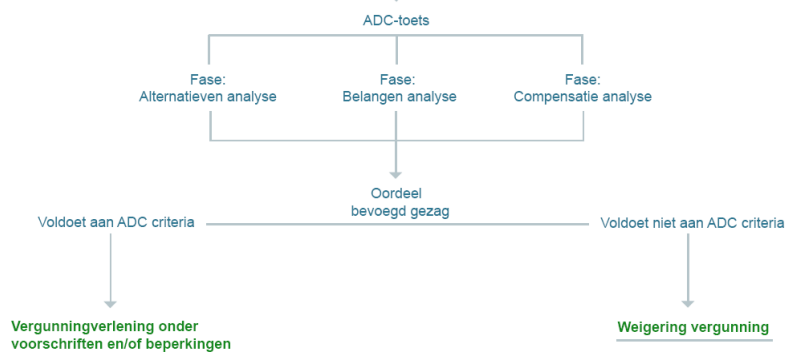 ADC-toets
Fase:
Alternatieven analyse
Fase:
Belangen analyse
Fase:
Compensatie analyse
Oordeel
bevoegd gezag
Voldoet aan ADC criteria
Voldoet niet aan ADC criteria
Vergunningverlening onder
voorschriften en/of beperkingen
Weigering vergunning